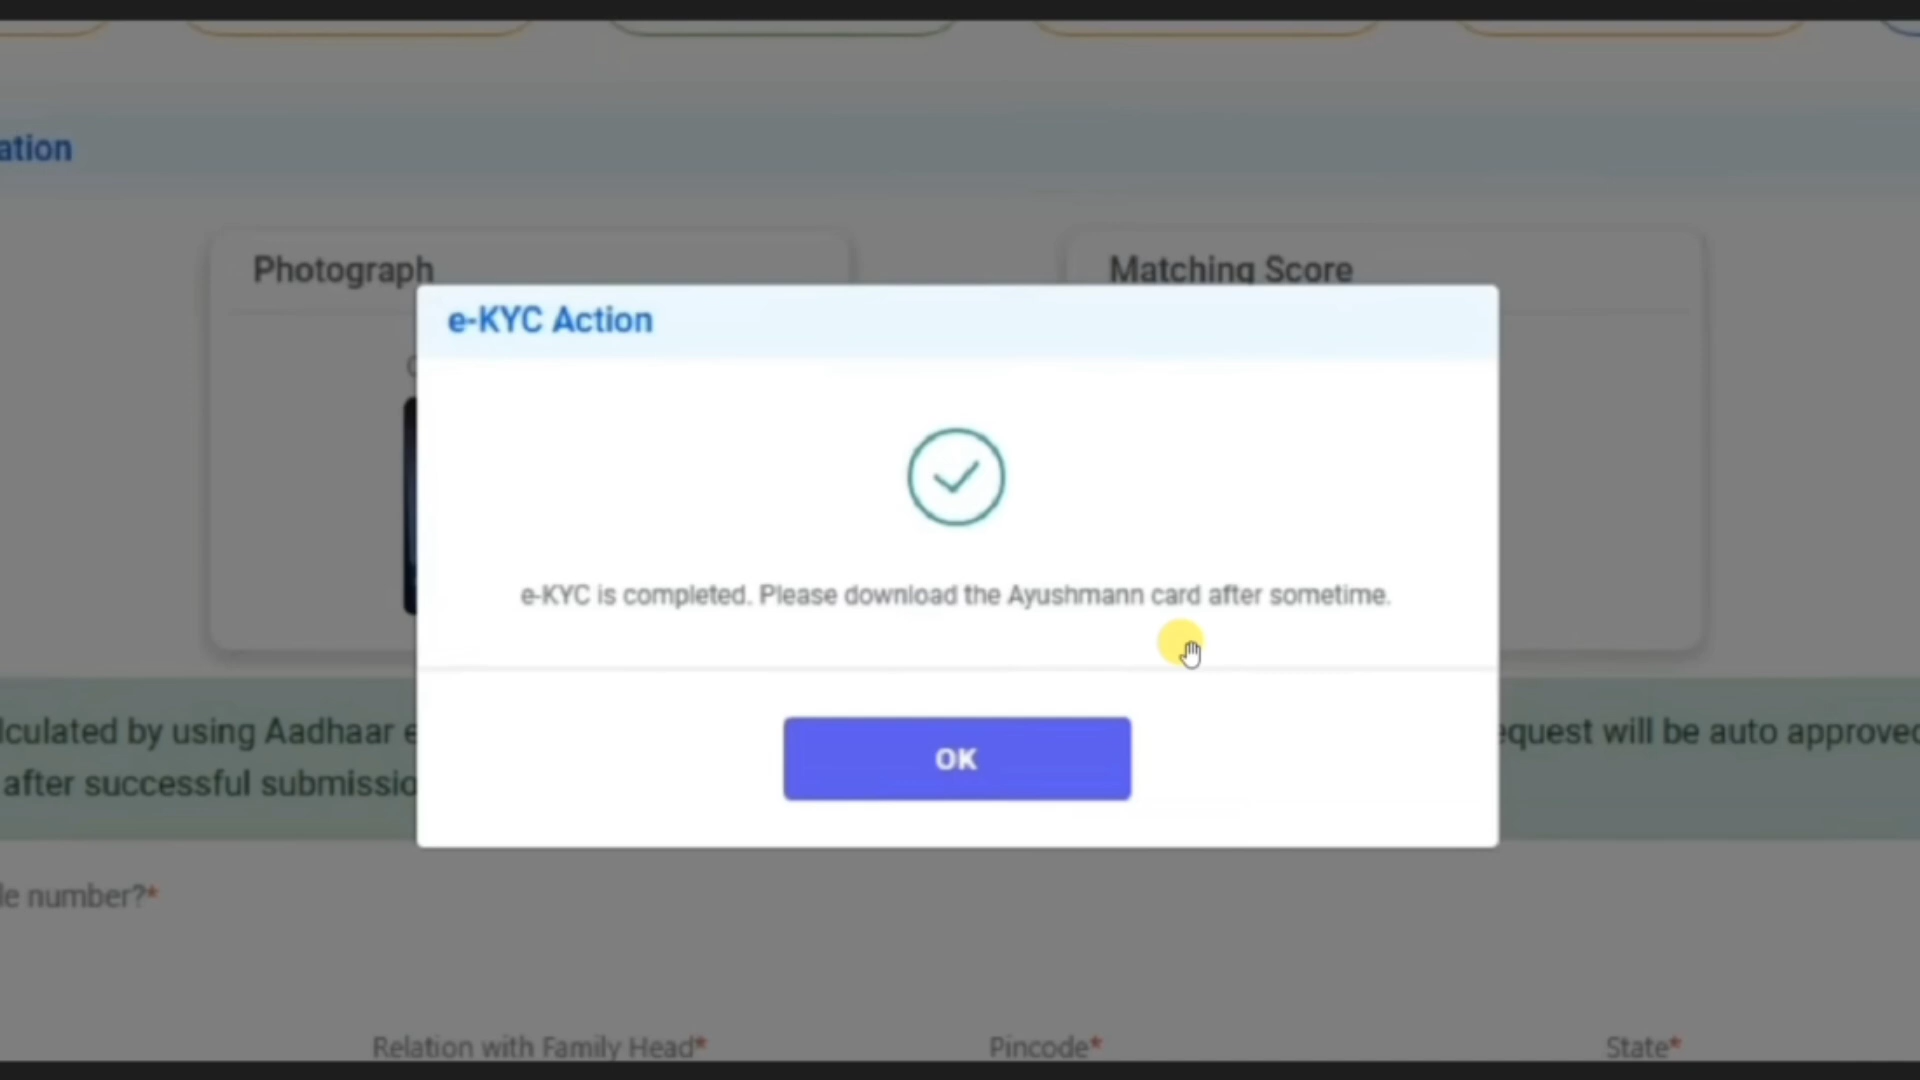 ation
Photograph
Matching Score
e-KYC Action
e-KYC is completed. Please download the Ayushmann card after sometime.
OK
lculated by using Aadhaar e
equest will be auto approved
after successful submissio
le number?*
Relation with Family Head*
Pincode*
State*